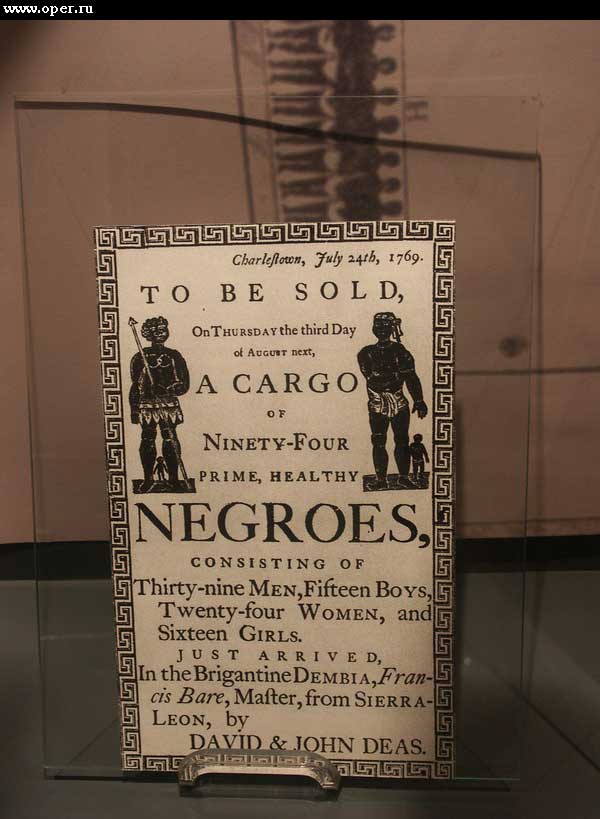 www.oper.ru
H
Charleſtown, July 24th, 1769.
TO BE SOLD,
On THURSDAY the third Day
of AUGUST next,
A CARGO
OF
NINETY-FOUR
PRIME, HEALTHY
NEGROES,
CONSISTING OF
Thirty-nine MEN, Fifteen BOYS,
Twenty-four WOMEN, and
Sixteen GIRLS.
JUST ARRIVED,
In the Brigantine DEMBIA, Fran-
cis Bare, Maſter, from SIERRA-
LEON, by
DAVID & JOHN DEAS.